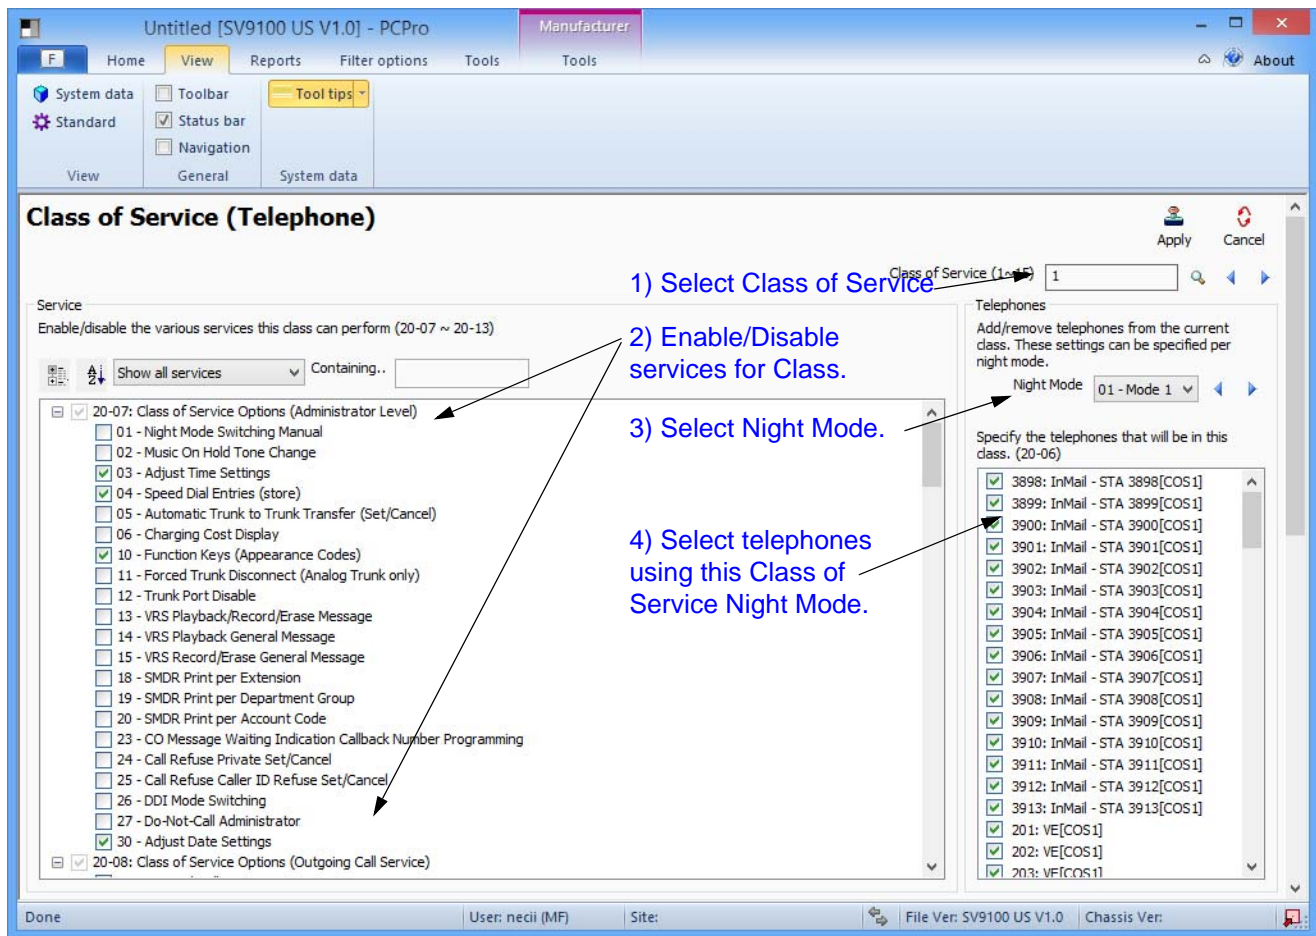 Untitled [SV9100 US V1.0] - PCPro
Manufacturer
F
Home
View
Reports
Filter options
Tools
Tools
About
System data
Standard
View
Toolbar
Status bar
Navigation
General
Tool tips
System data
Class of Service (Telephone)
Apply
Cancel
Class of Service (1~15)
1
1) Select Class of Service
Service
Enable/disable the various services this class can perform (20-07 ~ 20-13)
Show all services
Containing..
2) Enable/Disable
services for Class.
3) Select Night Mode.
4) Select telephones
using this Class of
Service Night Mode.
20-07: Class of Service Options (Administrator Level)
01 - Night Mode Switching Manual
02 - Music On Hold Tone Change
03 - Adjust Time Settings
04 - Speed Dial Entries (store)
05 - Automatic Trunk to Trunk Transfer (Set/Cancel)
06 - Charging Cost Display
10 - Function Keys (Appearance Codes)
11 - Forced Trunk Disconnect (Analog Trunk only)
12 - Trunk Port Disable
13 - VRS Playback/Record/Erase Message
14 - VRS Playback General Message
15 - VRS Record/Erase General Message
18 - SMDR Print per Extension
19 - SMDR Print per Department Group
20 - SMDR Print per Account Code
23 - CO Message Waiting Indication Callback Number Programming
24 - Call Refuse Private Set/Cancel
25 - Call Refuse Caller ID Refuse Set/Cancel
26 - DDI Mode Switching
27 - Do-Not-Call Administrator
30 - Adjust Date Settings
20-08: Class of Service Options (Outgoing Call Service)
Telephones
Add/remove telephones from the current
class. These settings can be specified per
night mode.
Night Mode
01 - Mode 1
Specify the telephones that will be in this
class. (20-06)
3898: InMail - STA 3898[COS1]
3899: InMail - STA 3899[COS1]
3900: InMail - STA 3900[COS1]
3901: InMail - STA 3901[COS1]
3902: InMail - STA 3902[COS1]
3903: InMail - STA 3903[COS1]
3904: InMail - STA 3904[COS1]
3905: InMail - STA 3905[COS1]
3906: InMail - STA 3906[COS1]
3907: InMail - STA 3907[COS1]
3908: InMail - STA 3908[COS1]
3909: InMail - STA 3909[COS1]
3910: InMail - STA 3910[COS1]
3911: InMail - STA 3911[COS1]
3912: InMail - STA 3912[COS1]
3913: InMail - STA 3913[COS1]
201: VE[COS1]
202: VE[COS1]
203: VE[COS1]
Done
User: necii (MF)
Site:
File Ver: SV9100 US V1.0
Chassis Ver: